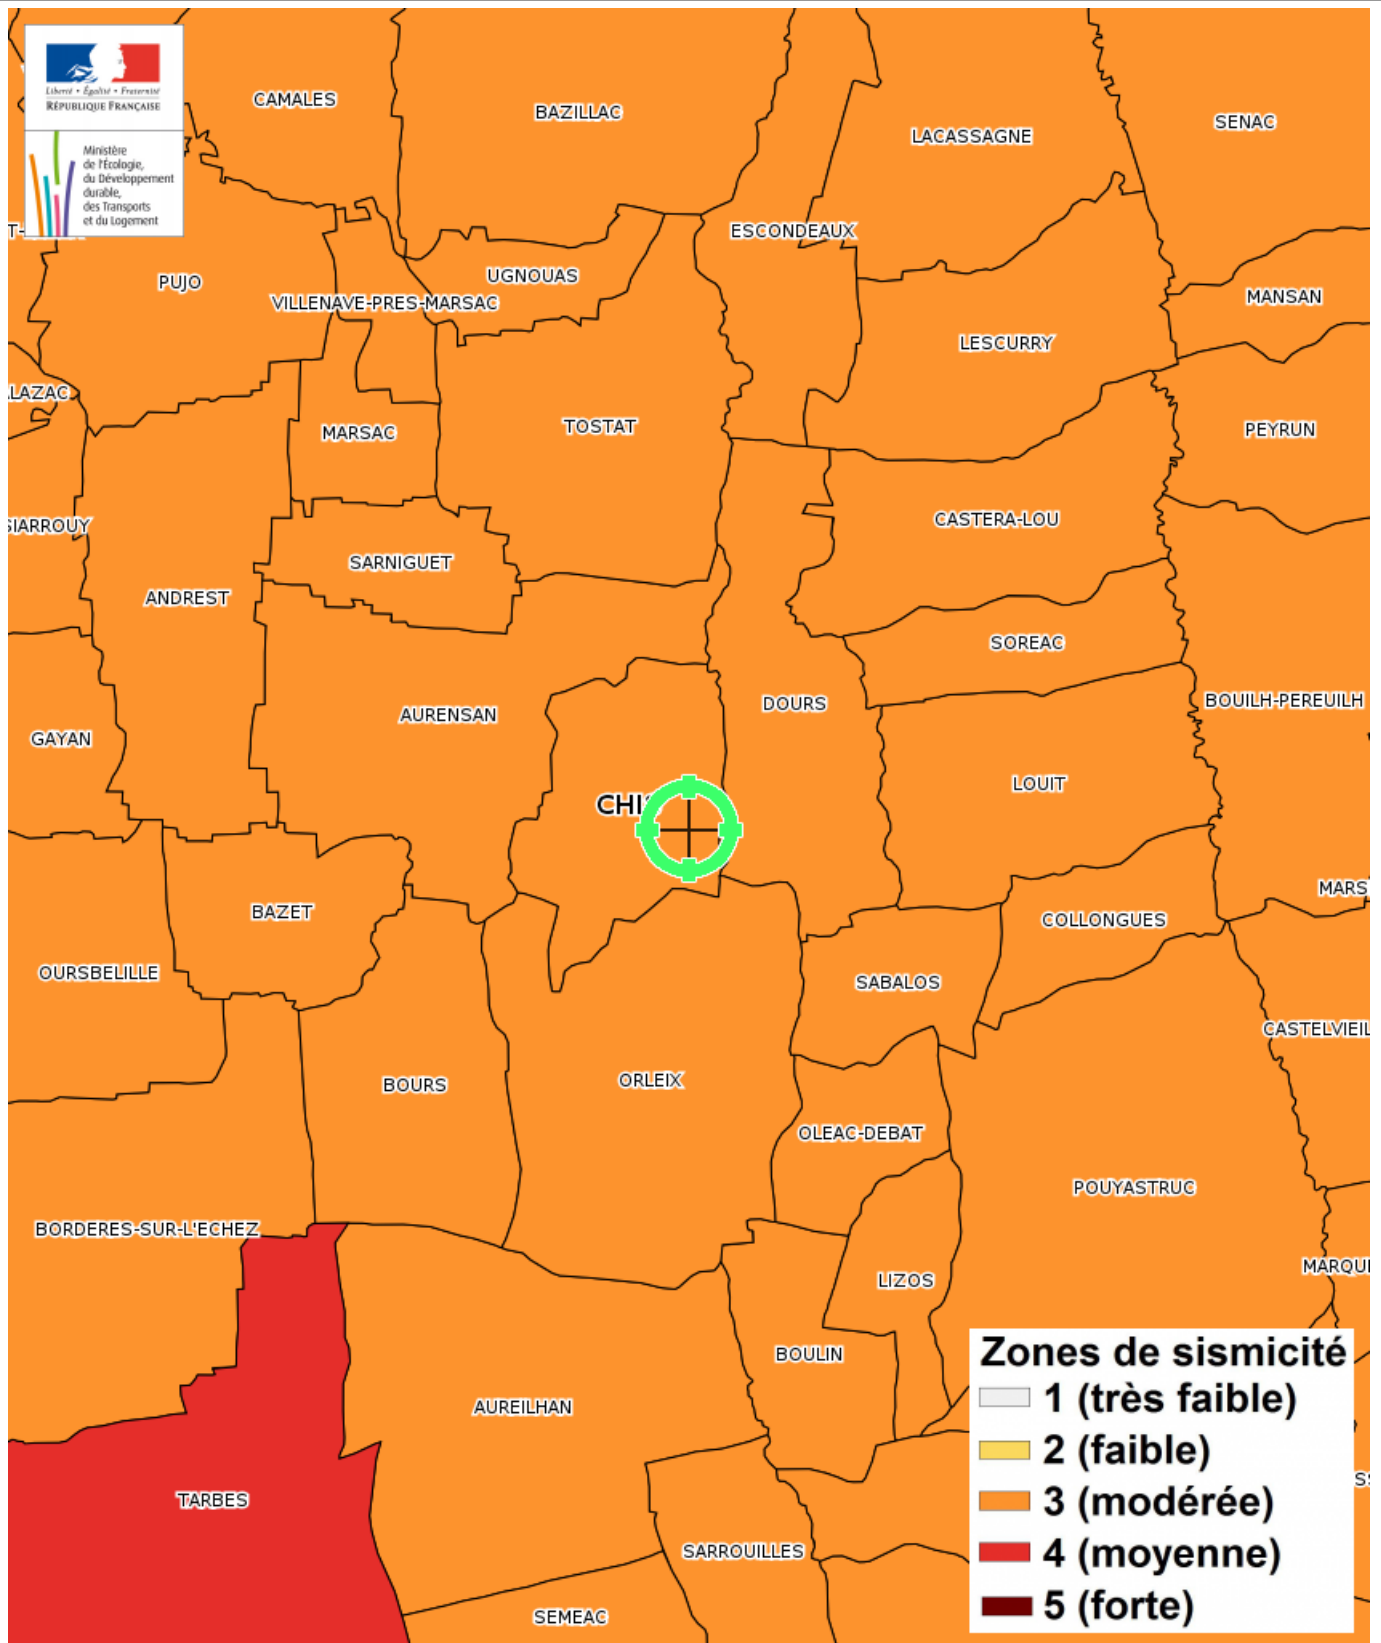 Liberté • Égalité • Fraternité
RÉPUBLIQUE FRANÇAISE
Ministère
de l'Écologie,
du Développement
durable,
des Transports
et du Logement
CAMALES
BAZILLAC
LACASSAGNE
SENAC
ESCONDEAUX
PUJO
UGNOUAS
VILLENAVE-PRES-MARSAC
MANSAN
LESCURRY
LAZAC
MARSAC
TOSTAT
PEYRUN
SIARROUY
CASTERA-LOU
SARNIGUET
ANDREST
SOREAC
BOUILH-PEREUILH
DOURS
AURENSAN
GAYAN
LOUIT
CHI
MARS
BAZET
COLLONGUES
OURSBELILLE
SABALOS
CASTELVIEIL
BOURS
ORLEIX
OLEAC-DEBAT
POUYASTRUC
BORDERES-SUR-L'ECHEZ
MARQU
LIZOS
BOULIN
AUREILHAN
TARBES
SARROUILLES
SEMEAC
Zones de sismicité
1 (très faible)
2 (faible)
3 (modérée)
4 (moyenne)
5 (forte)